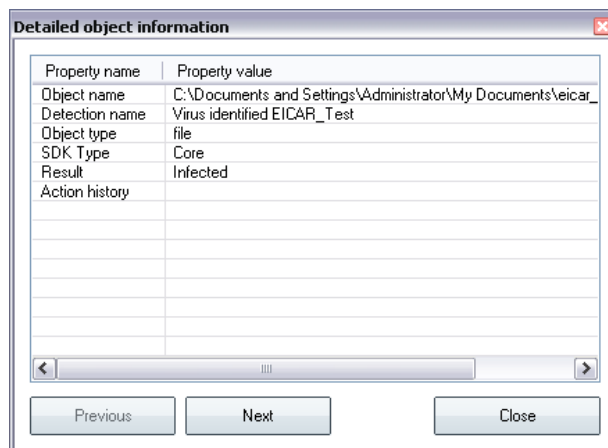 Detailed object information
Property name Property value
Object name C:\Documents and Settings\Administrator\My Documents\eicar_
Detection name Virus identified EICAR_Test
Object type file
SDK Type Core
Result Infected
Action history
Previous Next Close